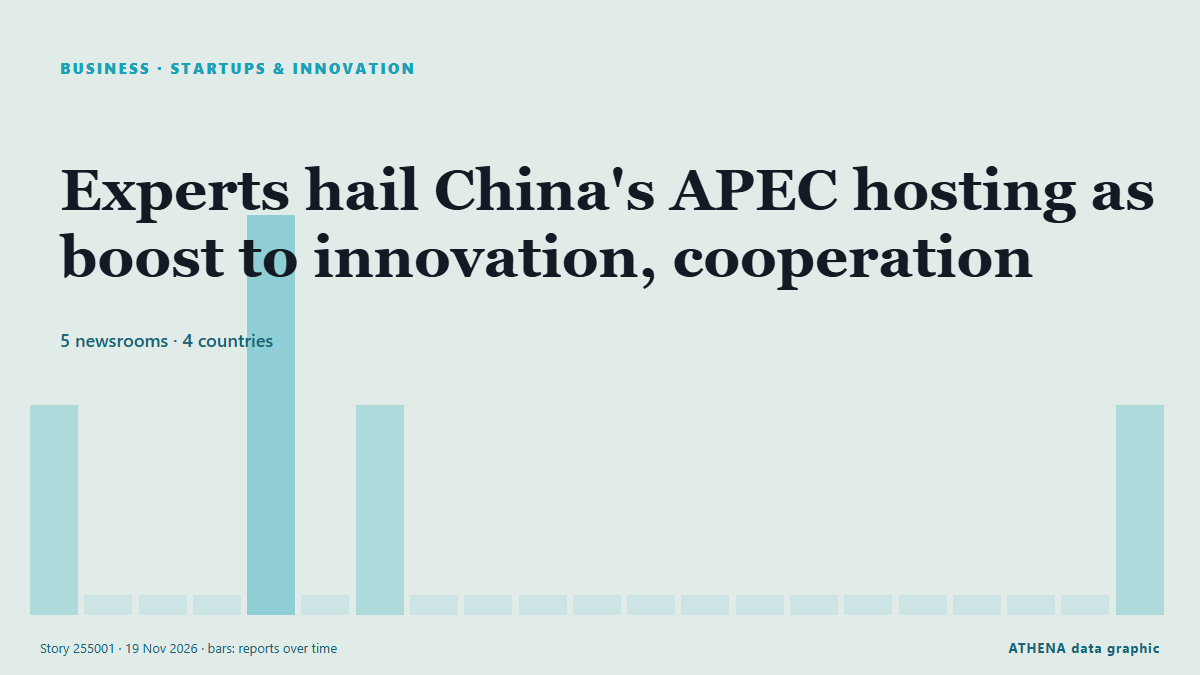 BUSINESS · STARTUPS & INNOVATION
Experts hail China's APEC hosting as
boost to innovation, cooperation
5 newsrooms · 4 countries
Story 255001 · 19 Nov 2026 · bars: reports over time
ATHENA data graphic